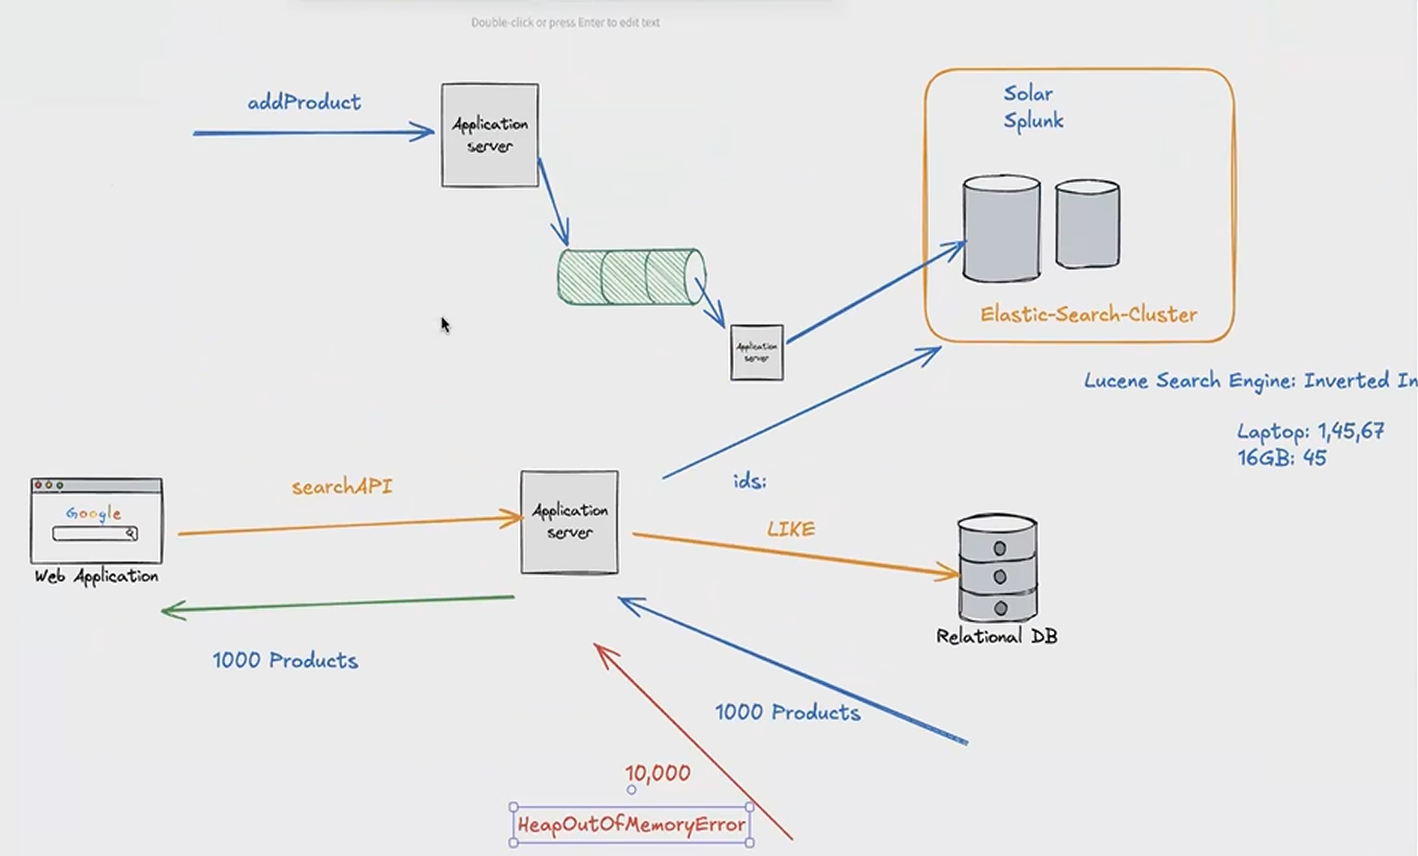 Double-click or press Enter to edit text
addProduct
Application
server
Solar
Splunk
Application
server
Elastic-Search-Cluster
Lucene Search Engine: Inverted In
Laptop: 1,45,67
16GB: 45
searchAPI
ids:
Google
Application
server
LIKE
Web Application
Relational DB
1000 Products
1000 Products
10,000
HeapOutOfMemoryError